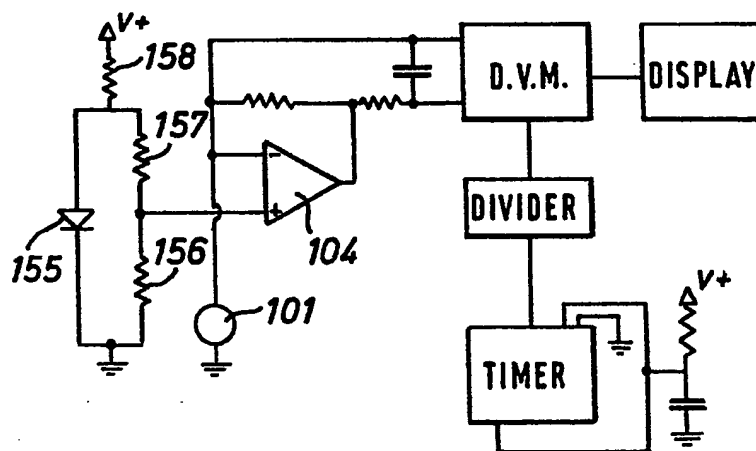 V+
158
157
155
156
-
+
104
101
D.V.M.
DISPLAY
DIVIDER
TIMER
V+